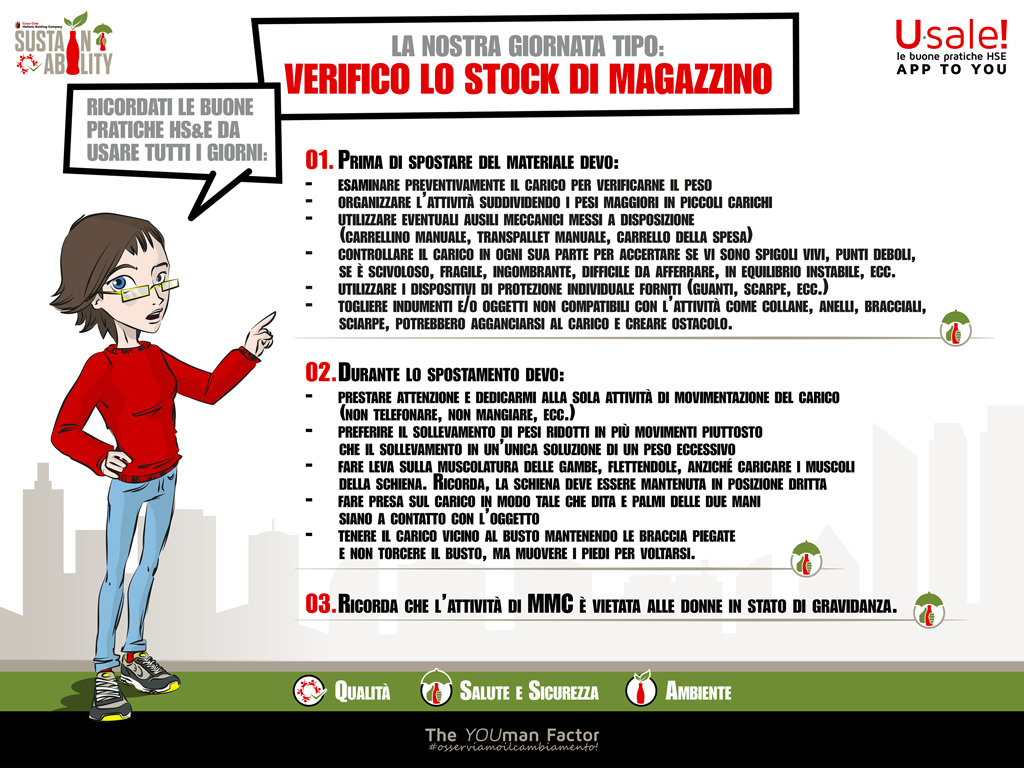 Coca-Cola
Hellenic Bottling Company
SUSTAIN
ABILITY
LA NOSTRA GIORNATA TIPO:
VERIFICO LO STOCK DI MAGAZZINO
U·sale!
le buone pratiche HSE
APP TO YOU
RICORDATI LE BUONE
PRATICHE HS&E DA
USARE TUTTI I GIORNI:
01. PRIMA DI SPOSTARE DEL MATERIALE DEVO:
- ESAMINARE PREVENTIVAMENTE IL CARICO PER VERIFICARNE IL PESO
- ORGANIZZARE L'ATTIVITÀ SUDDIVIDENDO I PESI MAGGIORI IN PICCOLI CARICHI
- UTILIZZARE EVENTUALI AUSILI MECCANICI MESSI A DISPOSIZIONE
(CARRELLINO MANUALE, TRANSPALLET MANUALE, CARRELLO DELLA SPESA)
- CONTROLLARE IL CARICO IN OGNI SUA PARTE PER ACCERTARE SE VI SONO SPIGOLI VIVI, PUNTI DEBOLI,
SE È SCIVOLOSO, FRAGILE, INGOMBRANTE, DIFFICILE DA AFFERRARE, IN EQUILIBRIO INSTABILE, ECC.
- UTILIZZARE I DISPOSITIVI DI PROTEZIONE INDIVIDUALE FORNITI (GUANTI, SCARPE, ECC.)
- TOGLIERE INDUMENTI E/O OGGETTI NON COMPATIBILI CON L'ATTIVITÀ COME COLLANE, ANELLI, BRACCIALI,
SCIARPE, POTREBBERO AGGANCIARSI AL CARICO E CREARE OSTACOLO.
02. DURANTE LO SPOSTAMENTO DEVO:
- PRESTARE ATTENZIONE E DEDICARMI ALLA SOLA ATTIVITÀ DI MOVIMENTAZIONE DEL CARICO
(NON TELEFONARE, NON MANGIARE, ECC.)
- PREFERIRE IL SOLLEVAMENTO DI PESI RIDOTTI IN PIÙ MOVIMENTI PIUTTOSTO
CHE IL SOLLEVAMENTO IN UN'UNICA SOLUZIONE DI UN PESO ECCESSIVO
- FARE LEVA SULLA MUSCOLATURA DELLE GAMBE, FLETTENDOLE, ANZICHÉ CARICARE I MUSCOLI
DELLA SCHIENA. RICORDA, LA SCHIENA DEVE ESSERE MANTENUTA IN POSIZIONE DRITTA
- FARE PRESA SUL CARICO IN MODO TALE CHE DITA E PALMI DELLE DUE MANI
SIANO A CONTATTO CON L'OGGETTO
- TENERE IL CARICO VICINO AL BUSTO MANTENENDO LE BRACCIA PIEGATE
E NON TORCERE IL BUSTO, MA MUOVERE I PIEDI PER VOLTARSI.
03. RICORDA CHE L'ATTIVITÀ DI MMC È VIETATA ALLE DONNE IN STATO DI GRAVIDANZA.
QUALITÀ SALUTE E SICUREZZA AMBIENTE
The YOUman Factor
#osserviamoilcambiamento!